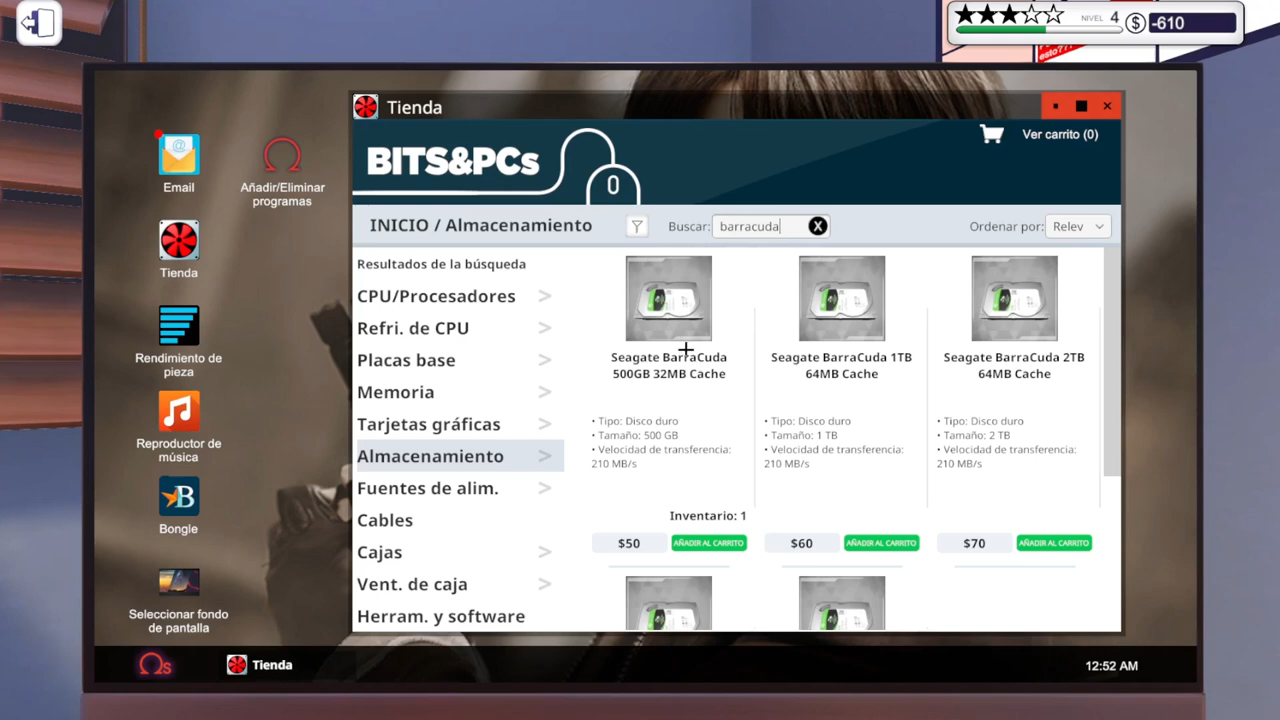 NIVEL 4 $ -610
esto???
Tienda
BITS&PCs
Ver carrito (0)
INICIO / Almacenamiento
Buscar: barracuda X
Ordenar por: Relev
Email
Añadir/Eliminar
programas
Tienda
Rendimiento de
pieza
Reproductor de
música
B
Bongle
Seleccionar fondo
de pantalla
Resultados de la búsqueda
CPU/Procesadores >
Refri. de CPU >
Placas base >
Memoria >
Tarjetas gráficas >
Almacenamiento >
Fuentes de alim. >
Cables
Cajas >
Vent. de caja >
Herram. y software
Seagate BarraCuda
500GB 32MB Cache
• Tipo: Disco duro
• Tamaño: 500 GB
• Velocidad de transferencia:
210 MB/s
Inventario: 1
$50 AÑADIR AL CARRITO
Seagate BarraCuda 1TB
64MB Cache
• Tipo: Disco duro
• Tamaño: 1 TB
• Velocidad de transferencia:
210 MB/s
$60 AÑADIR AL CARRITO
Seagate BarraCuda 2TB
64MB Cache
• Tipo: Disco duro
• Tamaño: 2 TB
• Velocidad de transferencia:
210 MB/s
$70 AÑADIR AL CARRITO
Ωs
Tienda
12:52 AM